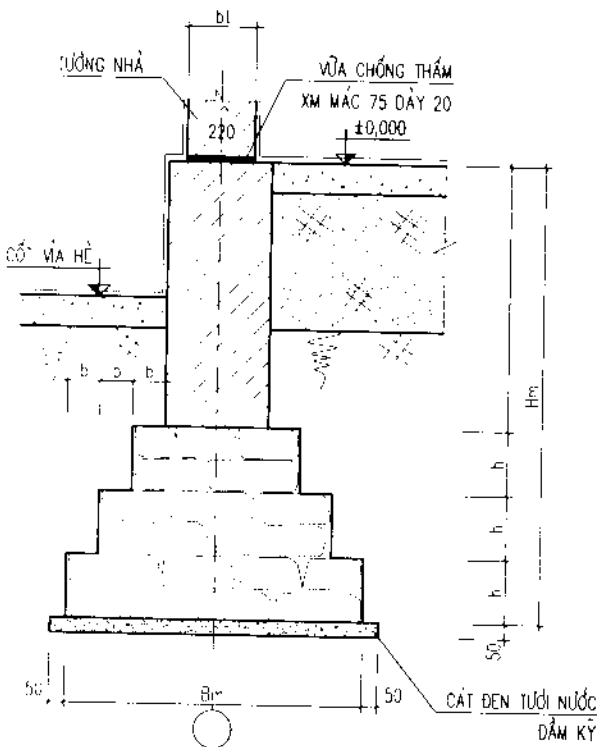 bl
TƯỜNG NHÀ
VỮA CHỐNG THẤM
XM MÁC 75 DÀY 20
220
±0,000
CỐT VỈA HÈ
b
b
b
Hm
h
h
h
50
50
Bm
50
CÁT ĐEN TƯỚI NƯỚC
ĐẦM KỸ